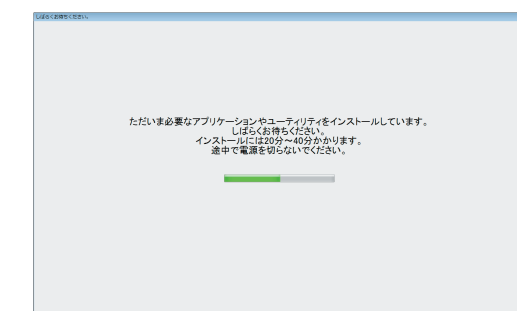 しばらくお待ちください。
ただいま必要なアプリケーションやユーティリティをインストールしています。
しばらくお待ちください。
インストールには20分～40分かかります。
途中で電源を切らないでください。